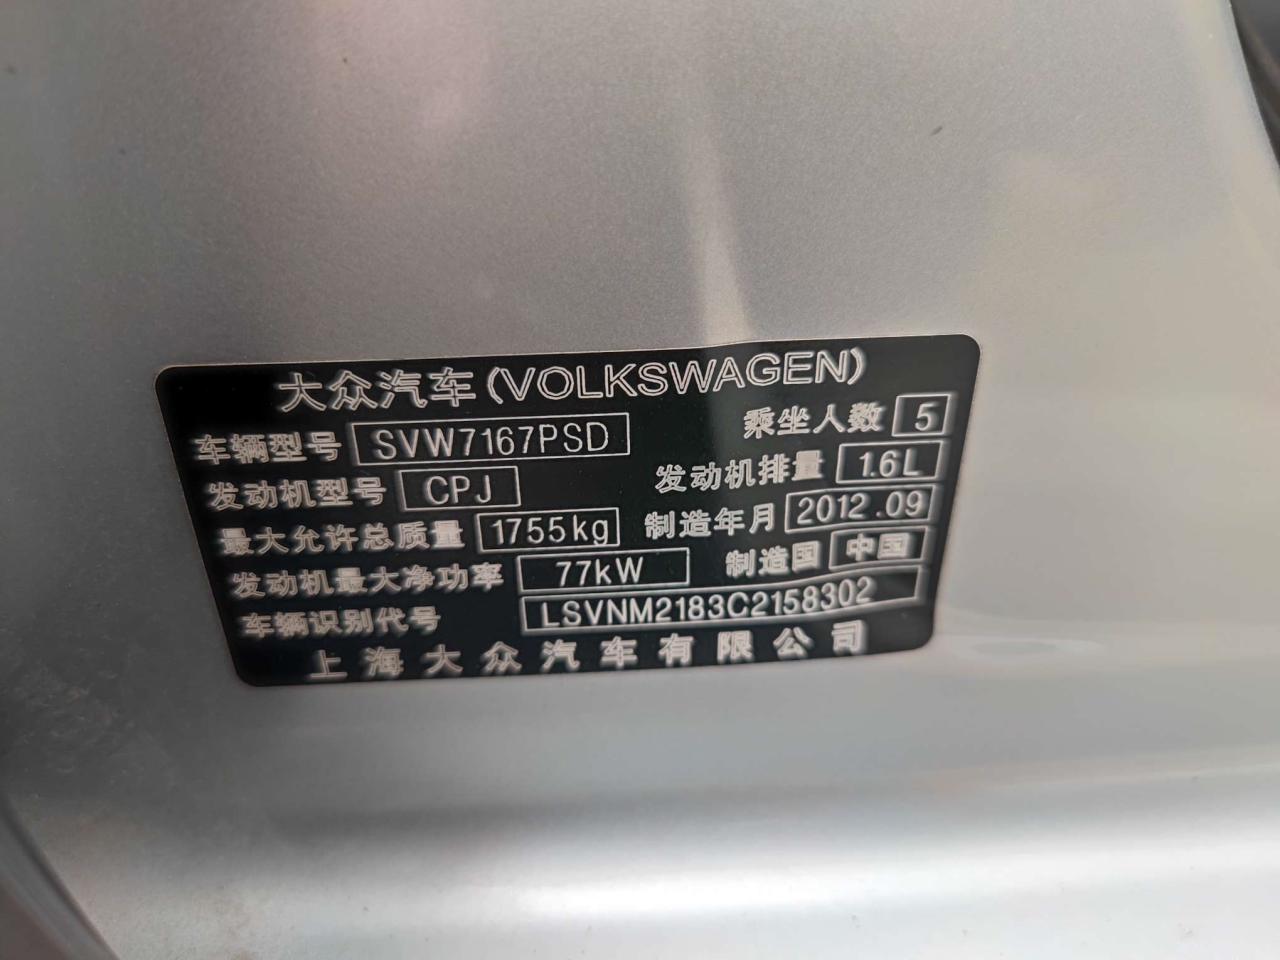 大众汽车(VOLKSWAGEN)
车辆型号 SVW7167PSD 乘坐人数 5
发动机型号 CPJ 发动机排量 1.6L
最大允许总质量 1755kg 制造年月 2012.09
发动机最大净功率 77kW 制造国 中国
车辆识别代号 LSVNM2183C2158302
上海大众汽车有限公司